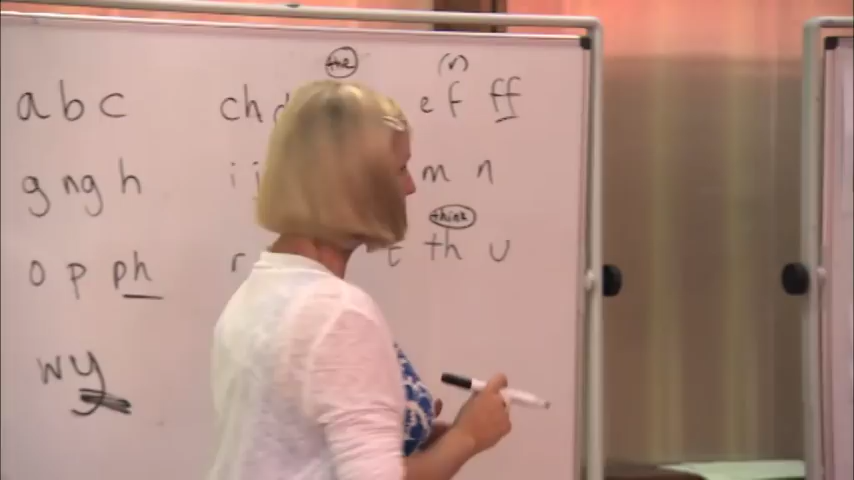 the (v)
a b c ch d e f ff
g ng h i j m n
think
o p ph r t th u
w y